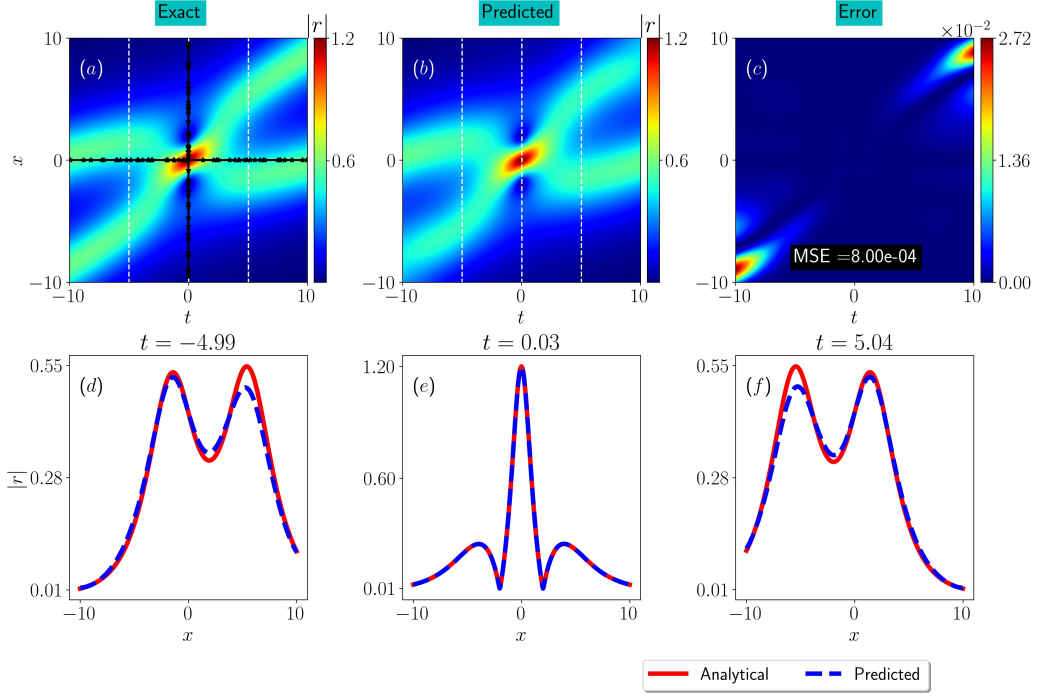 Exact
Predicted
Error
(a)
10
0
−10
x
−10
0
10
t
|r|
1.2
0.6
(b)
10
0
−10
−10
0
10
t
|r|
1.2
0.6
(c)
10
0
−10
−10
0
10
t
×10⁻²
2.72
1.36
0.00
MSE =8.00e-04
t = −4.99
(d)
0.55
0.28
0.01
|r|
−10
0
10
x
t = 0.03
(e)
1.20
0.60
0.01
−10
0
10
x
t = 5.04
(f)
0.55
0.28
0.01
−10
0
10
x
Analytical
Predicted